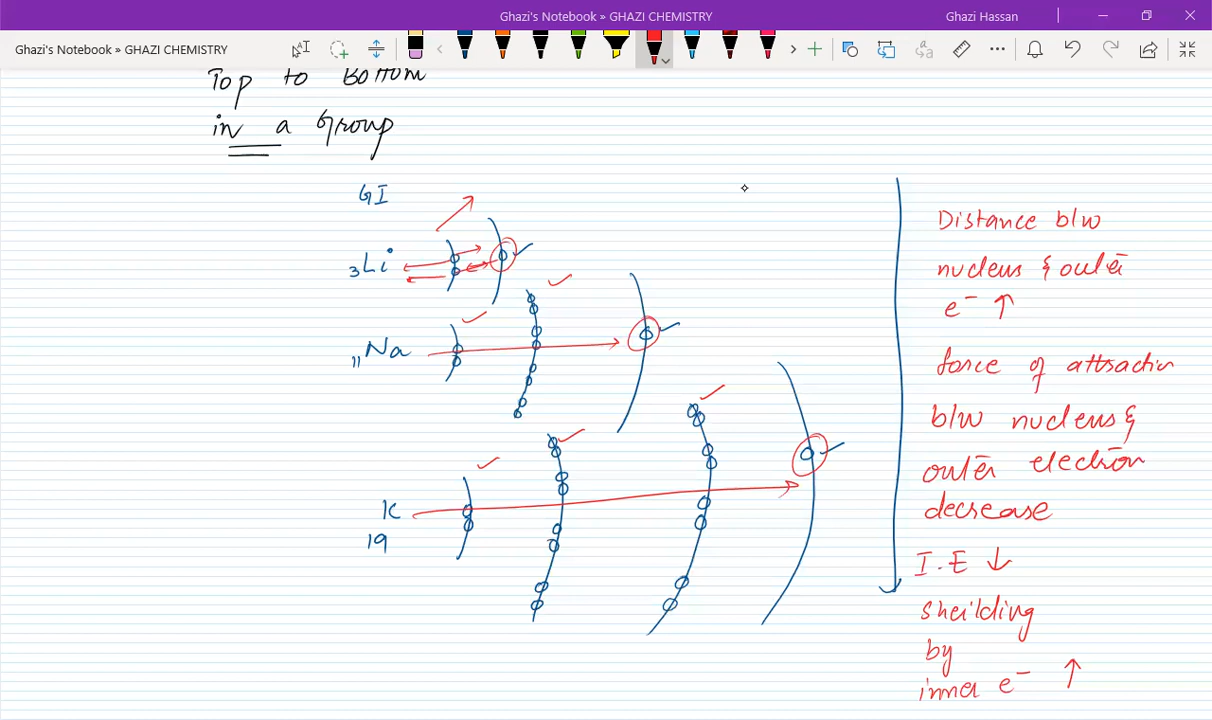 Ghazi's Notebook » GHAZI CHEMISTRY
Ghazi Hassan
Ghazi's Notebook » GHAZI CHEMISTRY
Top to Bottom
in a Group
GI
₃Li
₁₁Na
K
19
Distance b/w
nucleus & outer
e⁻ ↑
force of attraction
b/w nucleus &
outer electron
decrease
I.E ↓
sheilding
by
inner e⁻ ↑